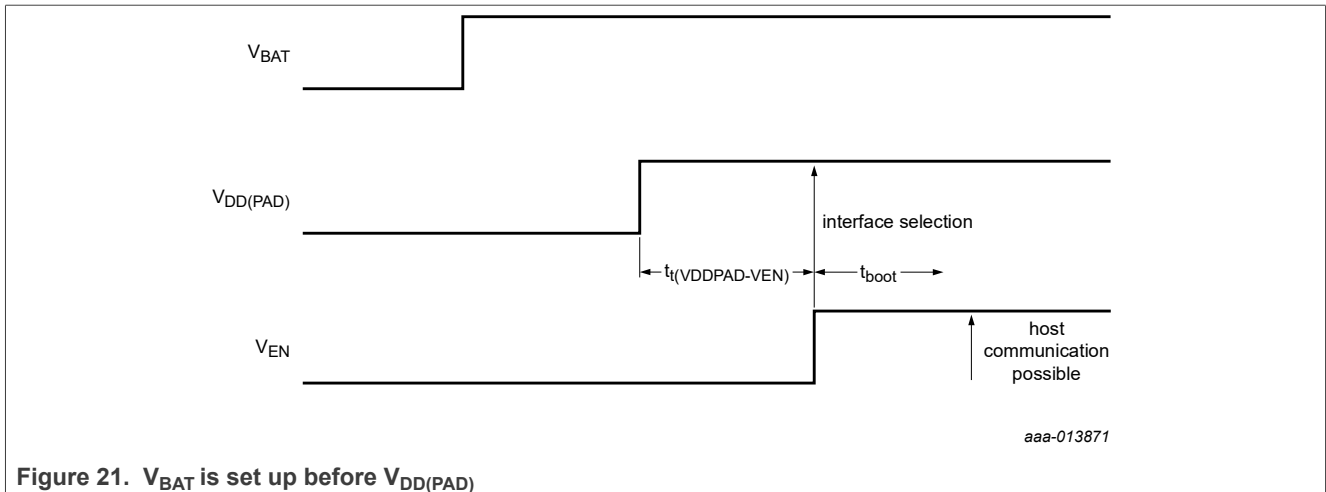 VBAT
VDD(PAD)
interface selection
tt(VDDPAD-VEN)
tboot
VEN
host
communication
possible
aaa-013871
Figure 21. VBAT is set up before VDD(PAD)